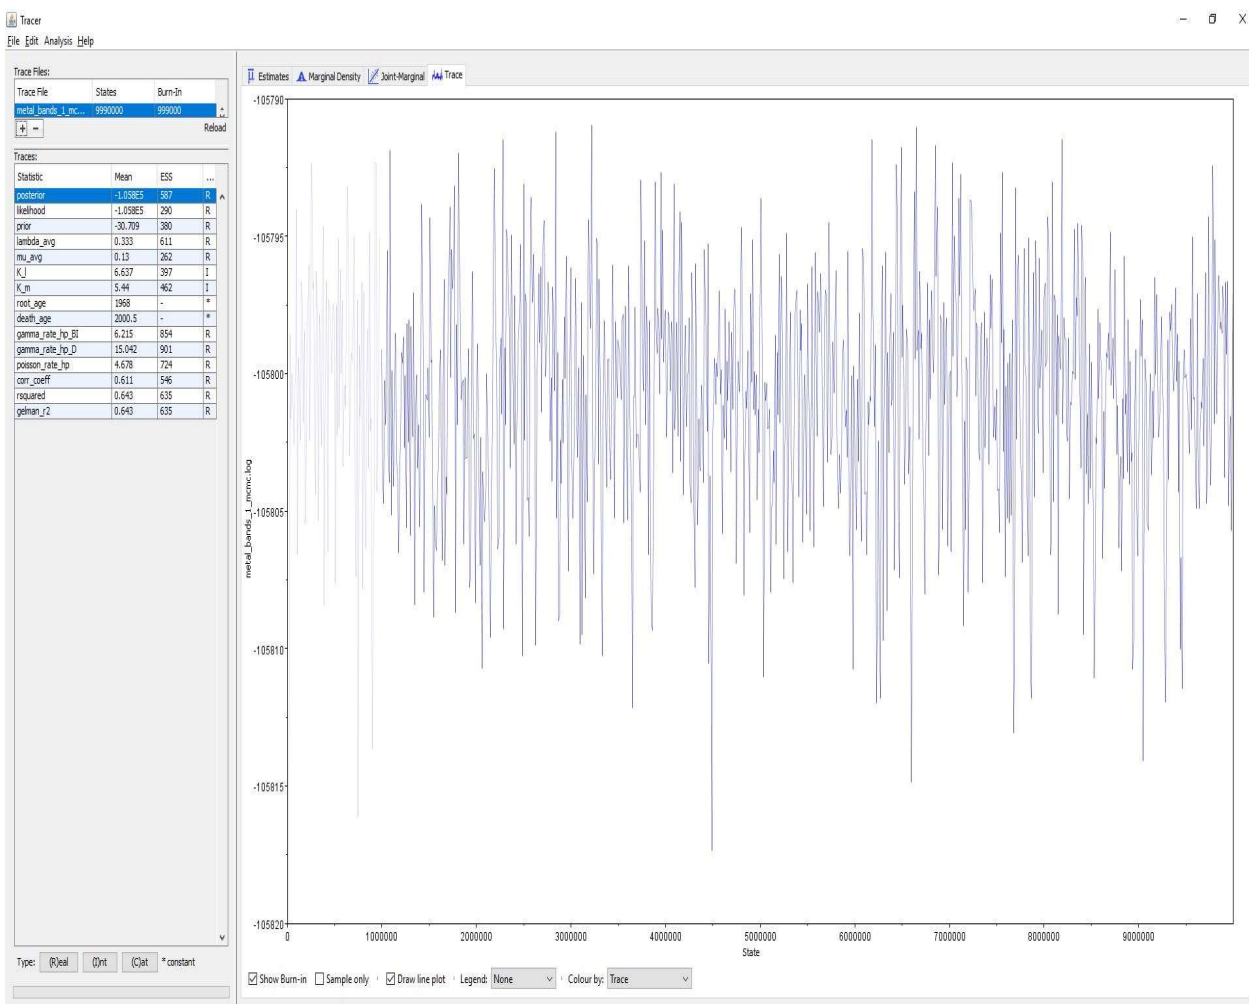 Tracer
File Edit Analysis Help
Trace Files:
Trace File States Burn-In
metal_bands_1_mc... 9990000 999000
+ - Reload
Traces:
Statistic Mean ESS ...
posterior -1.058E5 587 R
likelihood -1.058E5 290 R
prior -30.709 380 R
lambda_avg 0.333 611 R
mu_avg 0.13 262 R
K_l 6.637 397 I
K_m 5.44 462 I
root_age 1968 - *
death_age 2000.5 - *
gamma_rate_hp_BI 6.215 854 R
gamma_rate_hp_D 15.042 901 R
poisson_rate_hp 4.678 724 R
corr_coeff 0.611 546 R
rsquared 0.643 635 R
gelman_r2 0.643 635 R
Type: (R)eal (I)nt (C)at * constant
Estimates Marginal Density Joint-Marginal Trace
-105790
-105795
-105800
-105805
-105810
-105815
-105820
metal_bands_1_mcmc.log
0 1000000 2000000 3000000 4000000 5000000 6000000 7000000 8000000 9000000
State
Show Burn-in Sample only Draw line plot Legend: None Colour by: Trace